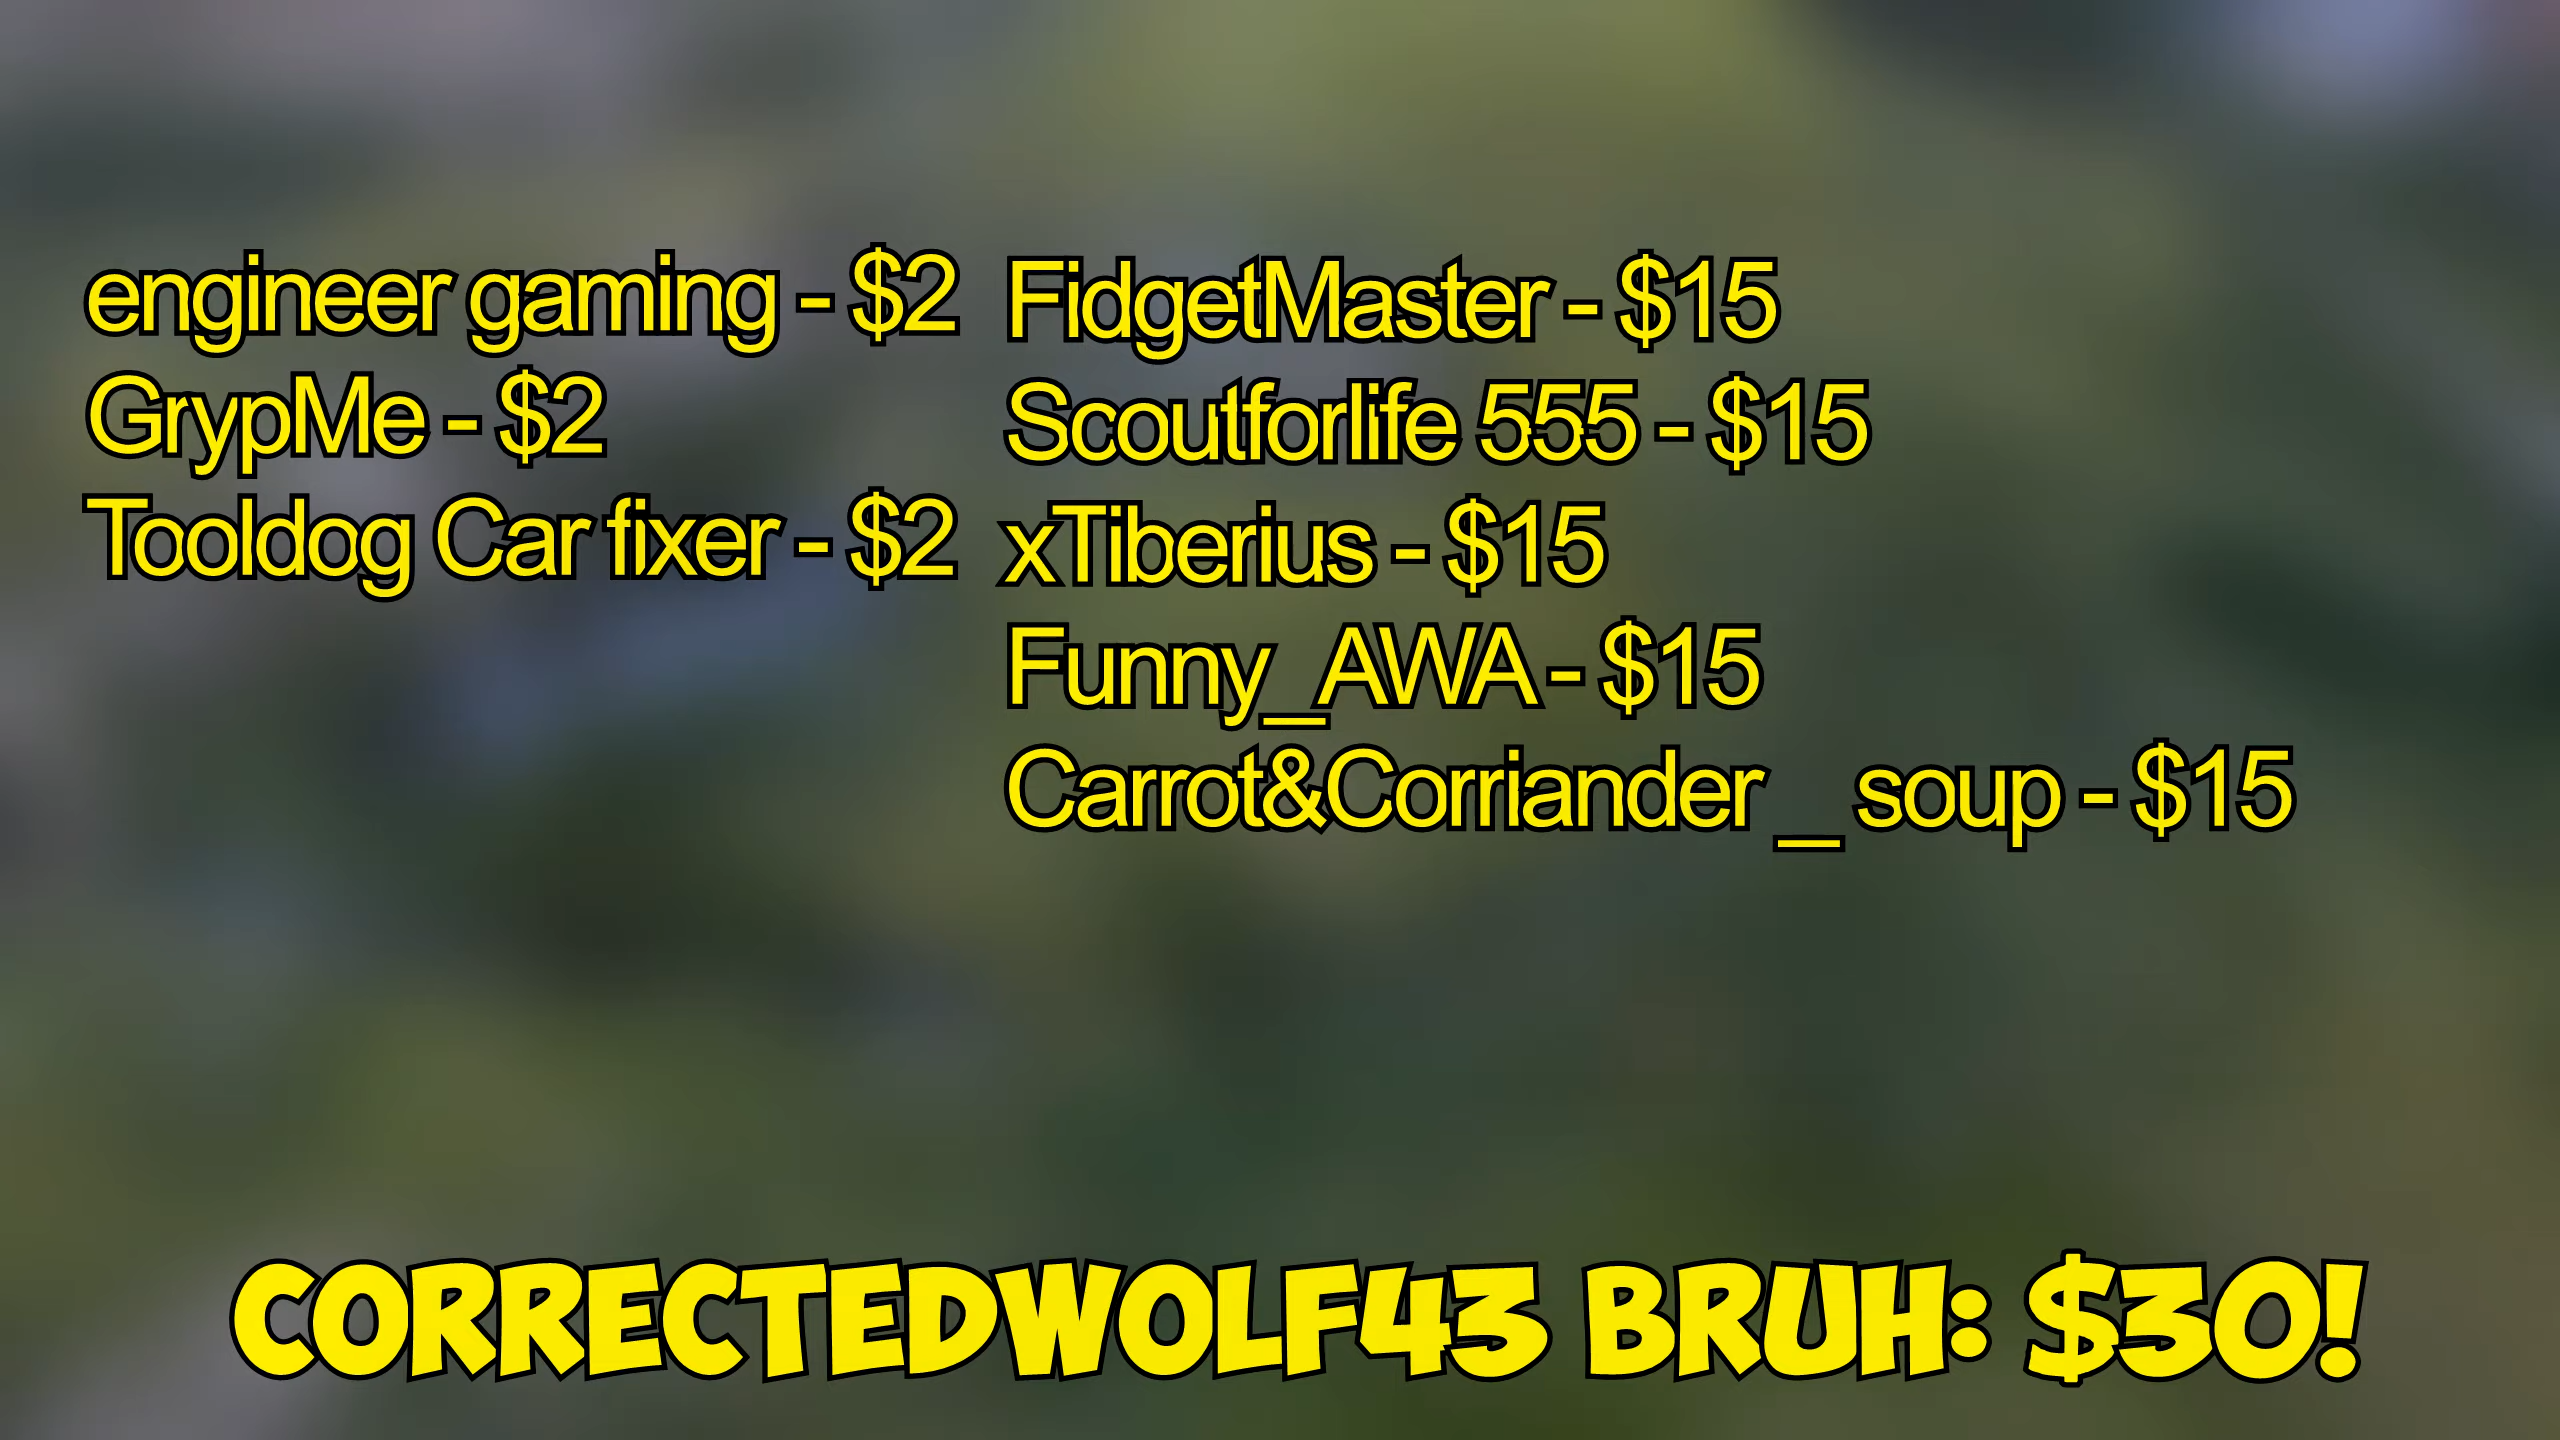 engineer gaming - $2
GrypMe - $2
Tooldog Car fixer - $2
FidgetMaster - $15
Scoutforlife 555 - $15
xTiberius - $15
Funny_AWA - $15
Carrot&Corriander _ soup - $15
CORRECTEDWOLF43 BRUH: $30!